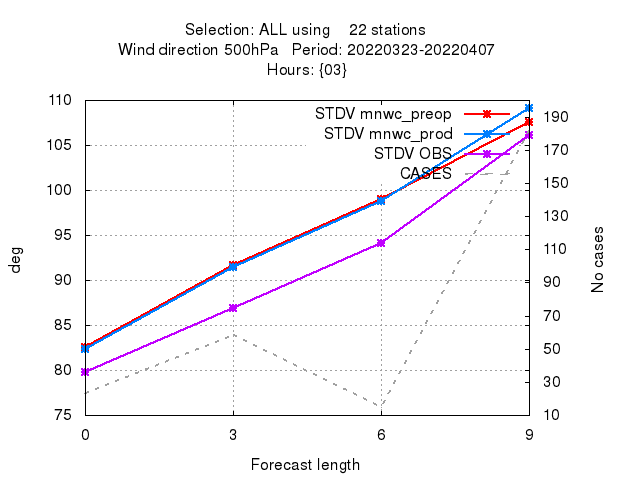 Selection: ALL using    22 stations
Wind direction 500hPa   Period: 20220323-20220407
Hours: {03}
110
105
100
95
90
85
80
75
deg
STDV mnwc_preop
STDV mnwc_prod
STDV OBS
CASES
190
170
150
130
110
90
70
50
30
10
No cases
0 3 6 9
Forecast length